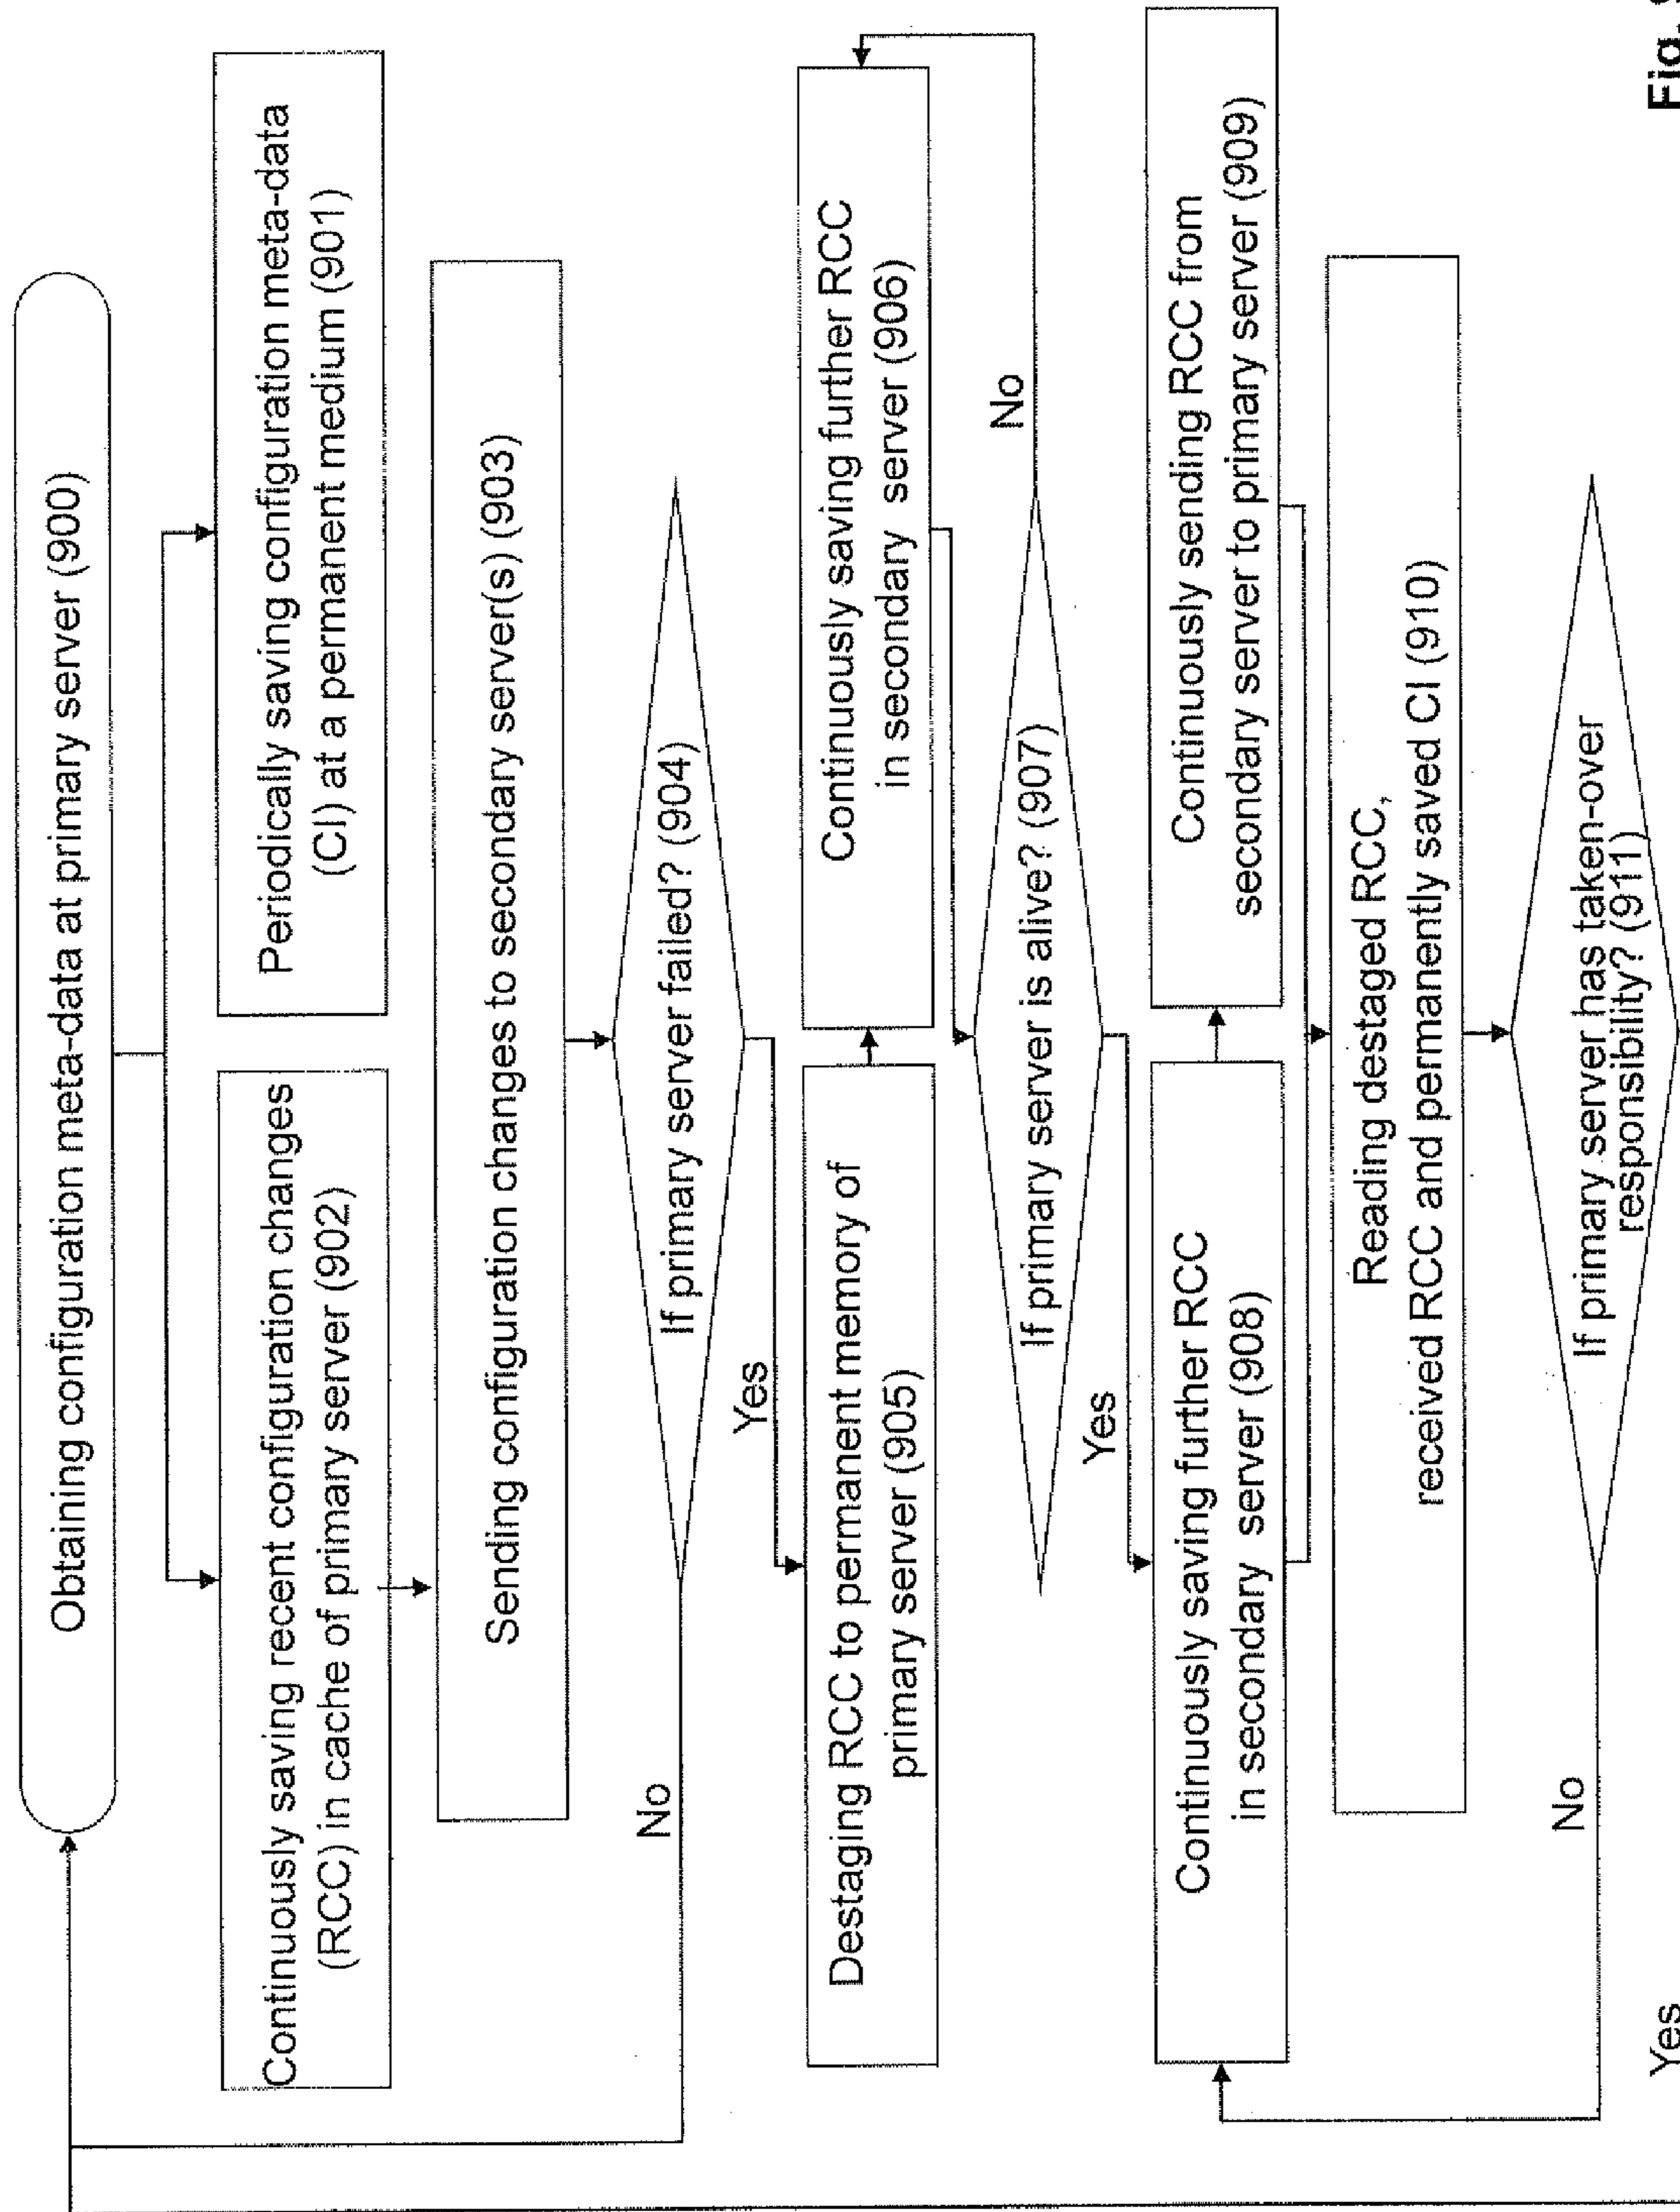 Obtaining configuration meta-data at primary server (900)
Continuously saving recent configuration changes
(RCC) in cache of primary server (902)
Periodically saving configuration meta-data
(CI) at a permanent medium (901)
Sending configuration changes to secondary server(s) (903)
If primary server failed? (904)
No
Yes
Destaging RCC to permanent memory of
primary server (905)
Continuously saving further RCC
in secondary server (906)
If primary server is alive? (907)
No
Yes
Continuously saving further RCC
in secondary server (908)
Continuously sending RCC from
secondary server to primary server (909)
Reading destaged RCC,
received RCC and permanently saved CI (910)
If primary server has taken-over
responsibility? (911)
No
Yes
Fig.